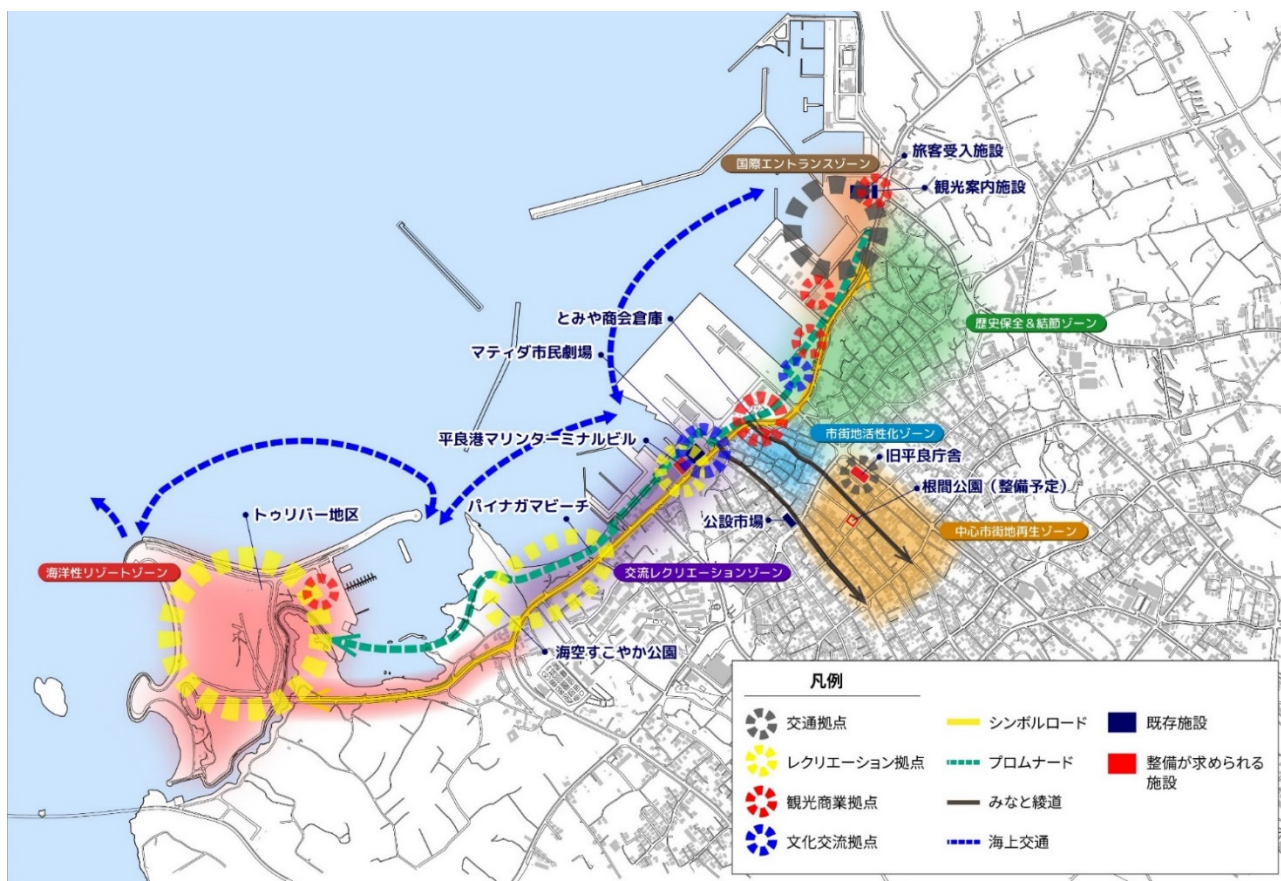 国際エントランスゾーン
旅客受入施設
観光案内施設
とみや商会倉庫
歴史保全&結節ゾーン
マティダ市民劇場
平良港マリンターミナルビル
市街地活性化ゾーン
旧平良庁舎
パイナガマビーチ
根間公園（整備予定）
トゥリバー地区
公設市場
中心市街地再生ゾーン
海洋性リゾートゾーン
交流レクリエーションゾーン
海空すこやか公園
凡例
交通拠点
シンボルロード
既存施設
レクリエーション拠点
プロムナード
整備が求められる
施設
観光商業拠点
みなと綾道
文化交流拠点
海上交通